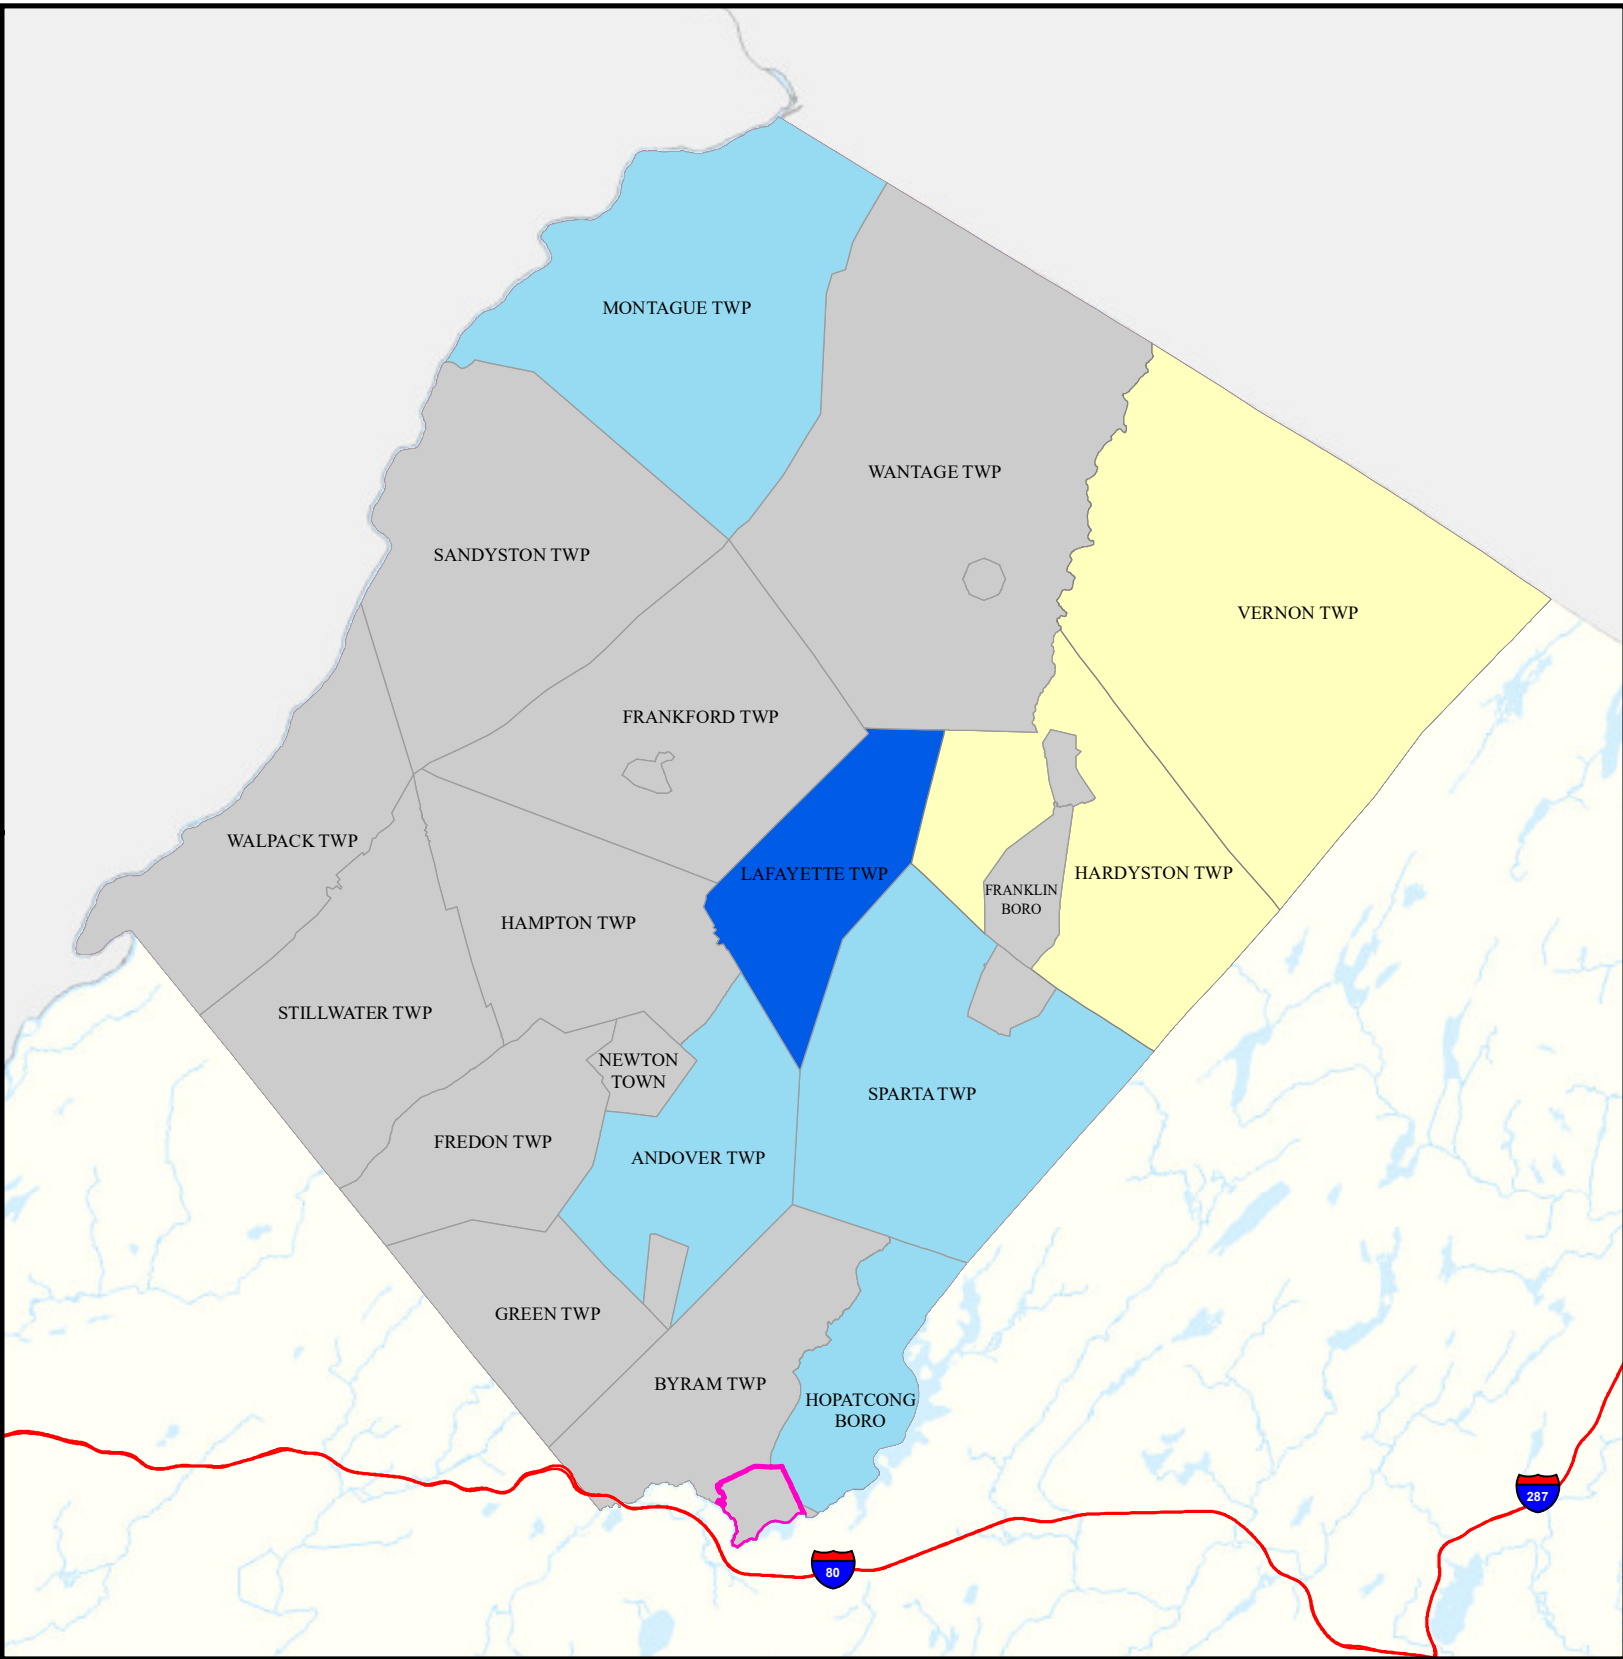 MONTAGUE TWP
WANTAGE TWP
SANDYSTON TWP
VERNON TWP
FRANKFORD TWP
WALPACK TWP
LAFAYETTE TWP
HARDYSTON TWP
FRANKLIN
BORO
HAMPTON TWP
STILLWATER TWP
NEWTON
TOWN
SPARTA TWP
FREDON TWP
ANDOVER TWP
GREEN TWP
BYRAM TWP
HOPATCONG
BORO
287
80